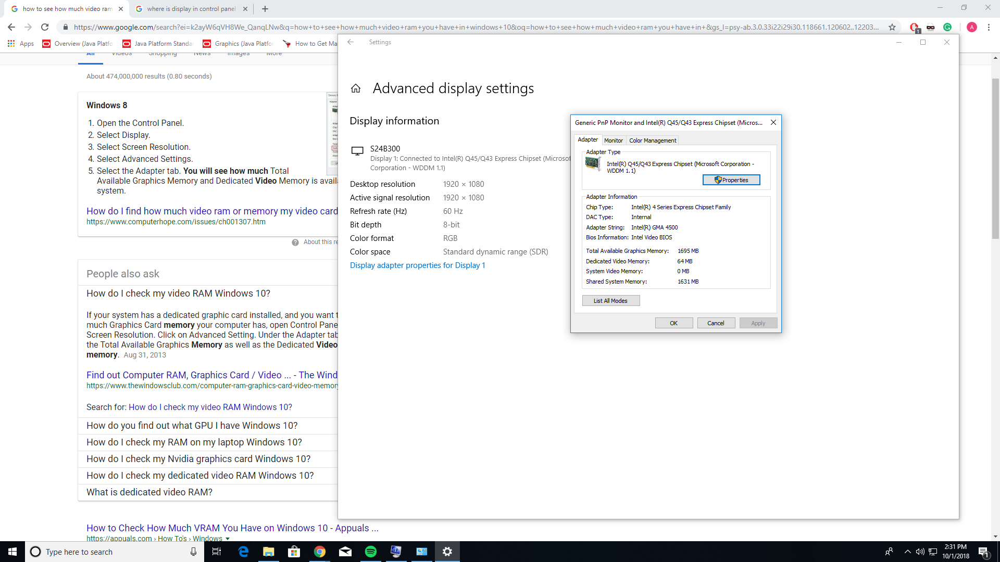 how to see how much video ram
where is display in control panel
https://www.google.com/search?ei=k2ayW6qVH8We_QanqLNw&q=how+to+see+how+much+video+ram+you+have+in+windows+10&oq=how+to+see+how+much+video+ram+you+have+in+&gs_l=psy-ab.3.0.33i22i29i30.118661.120602..12203...
1
A
Apps
Overview (Java Platfo
Java Platform Standa
Graphics (Java Platfor
How to Get Ma
All
Videos
Shopping
News
Images
More
About 474,000,000 results (0.80 seconds)
Windows 8
1. Open the Control Panel.
2. Select Display.
3. Select Screen Resolution.
4. Select Advanced Settings.
5. Select the Adapter tab. You will see how much Total
Available Graphics Memory and Dedicated Video Memory is avail
system.
How do I find how much video ram or memory my video card
https://www.computerhope.com/issues/ch001307.htm
About this re
People also ask
How do I check my video RAM Windows 10?
If your system has a dedicated graphic card installed, and you want t
much Graphics Card memory your computer has, open Control Pane
Screen Resolution. Click on Advanced Setting. Under the Adapter tab
the Total Available Graphics Memory as well as the Dedicated Video
memory. Aug 31, 2013
Find out Computer RAM, Graphics Card / Video ... - The Wind
https://www.thewindowsclub.com/computer-ram-graphics-card-video-memory
Search for: How do I check my video RAM Windows 10?
How do you find out what GPU I have Windows 10?
How do I check my RAM on my laptop Windows 10?
How do I check my Nvidia graphics card Windows 10?
How do I check my dedicated video RAM Windows 10?
What is dedicated video RAM?
How to Check How Much VRAM You Have on Windows 10 - Appuals ...
https://appuals.com › How To's › Windows
Settings
Advanced display settings
Display information
S24B300
Display 1: Connected to Intel(R) Q45/Q43 Express Chipset (Microsof
Corporation - WDDM 1.1)
Desktop resolution 1920 × 1080
Active signal resolution 1920 × 1080
Refresh rate (Hz) 60 Hz
Bit depth 8-bit
Color format RGB
Color space Standard dynamic range (SDR)
Display adapter properties for Display 1
Generic PnP Monitor and Intel(R) Q45/Q43 Express Chipset (Micros...
Adapter
Monitor
Color Management
Adapter Type
Intel(R) Q45/Q43 Express Chipset (Microsoft Corporation -
WDDM 1.1)
Properties
Adapter Information
Chip Type: Intel(R) 4 Series Express Chipset Family
DAC Type: Internal
Adapter String: Intel(R) GMA 4500
Bios Information: Intel Video BIOS
Total Available Graphics Memory: 1695 MB
Dedicated Video Memory: 64 MB
System Video Memory: 0 MB
Shared System Memory: 1631 MB
List All Modes
OK
Cancel
Apply
Type here to search
2:31 PM
10/1/2018
1